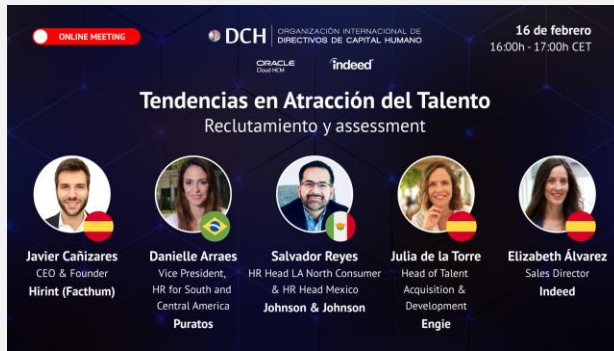 ONLINE MEETING
DCH
ORGANIZACIÓN INTERNACIONAL DE
DIRECTIVOS DE CAPITAL HUMANO
16 de febrero
16:00h - 17:00h CET
ORACLE
Cloud HCM
indeed
Tendencias en Atracción del Talento
Reclutamiento y assessment
Javier Cañizares
CEO & Founder
Hirint (Facthum)
Danielle Arraes
Vice President,
HR for South and
Central America
Puratos
Salvador Reyes
HR Head LA North Consumer
& HR Head Mexico
Johnson & Johnson
Julia de la Torre
Head of Talent
Acquisition &
Development
Engie
Elizabeth Álvarez
Sales Director
Indeed